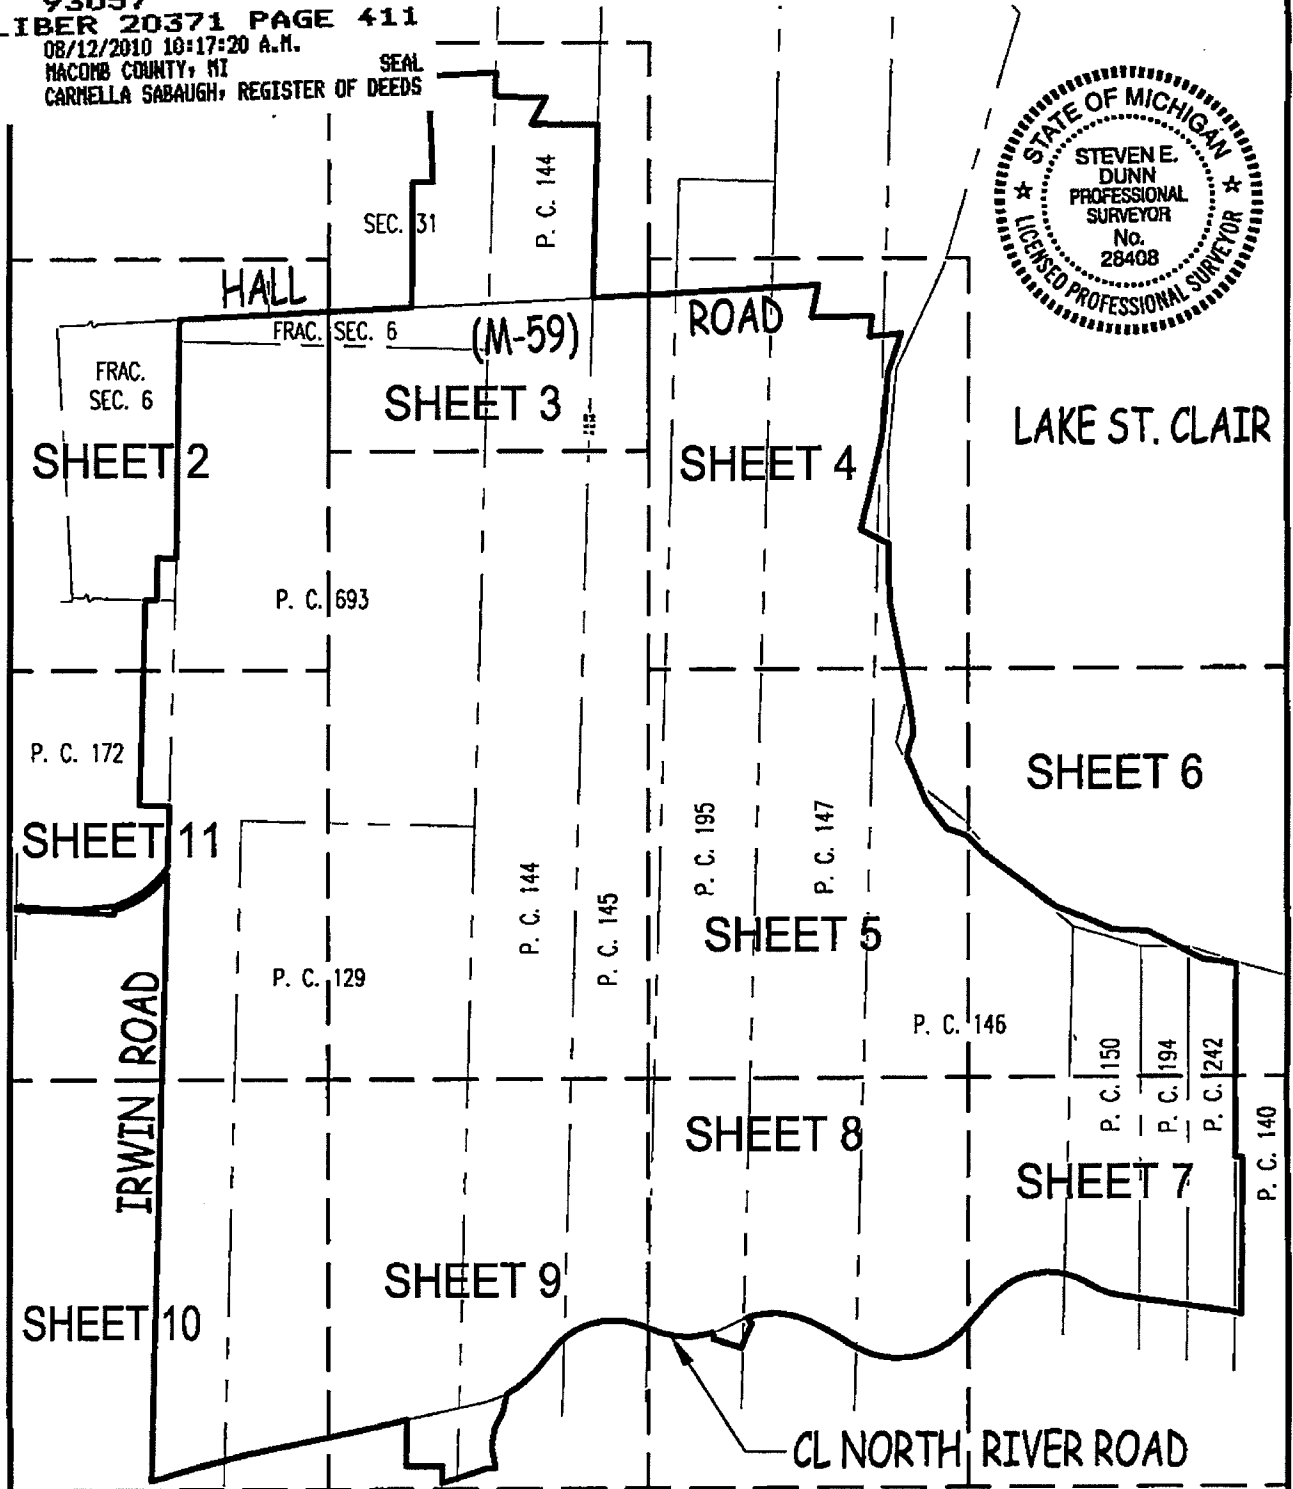 93057
LIBER 20371 PAGE 411
08/12/2010 10:17:20 A.M.
MACOMB COUNTY, MI SEAL
CARMELLA SABAUGH, REGISTER OF DEEDS
STATE OF MICHIGAN
STEVEN E.
DUNN
PROFESSIONAL
SURVEYOR
No.
28408
LICENSED PROFESSIONAL SURVEYOR
SEC. 31
P. C. 144
HALL
ROAD
(M-59)
FRAC. SEC. 6
FRAC.
SEC. 6
SHEET 3
SHEET 2
SHEET 4
LAKE ST. CLAIR
P. C. 693
P. C. 172
SHEET 11
SHEET 6
P. C. 195
P. C. 147
P. C. 144
P. C. 145
SHEET 5
P. C. 129
P. C. 146
IRWIN ROAD
P. C. 150
P. C. 194
P. C. 242
P. C. 140
SHEET 8
SHEET 7
SHEET 9
SHEET 10
CL NORTH RIVER ROAD